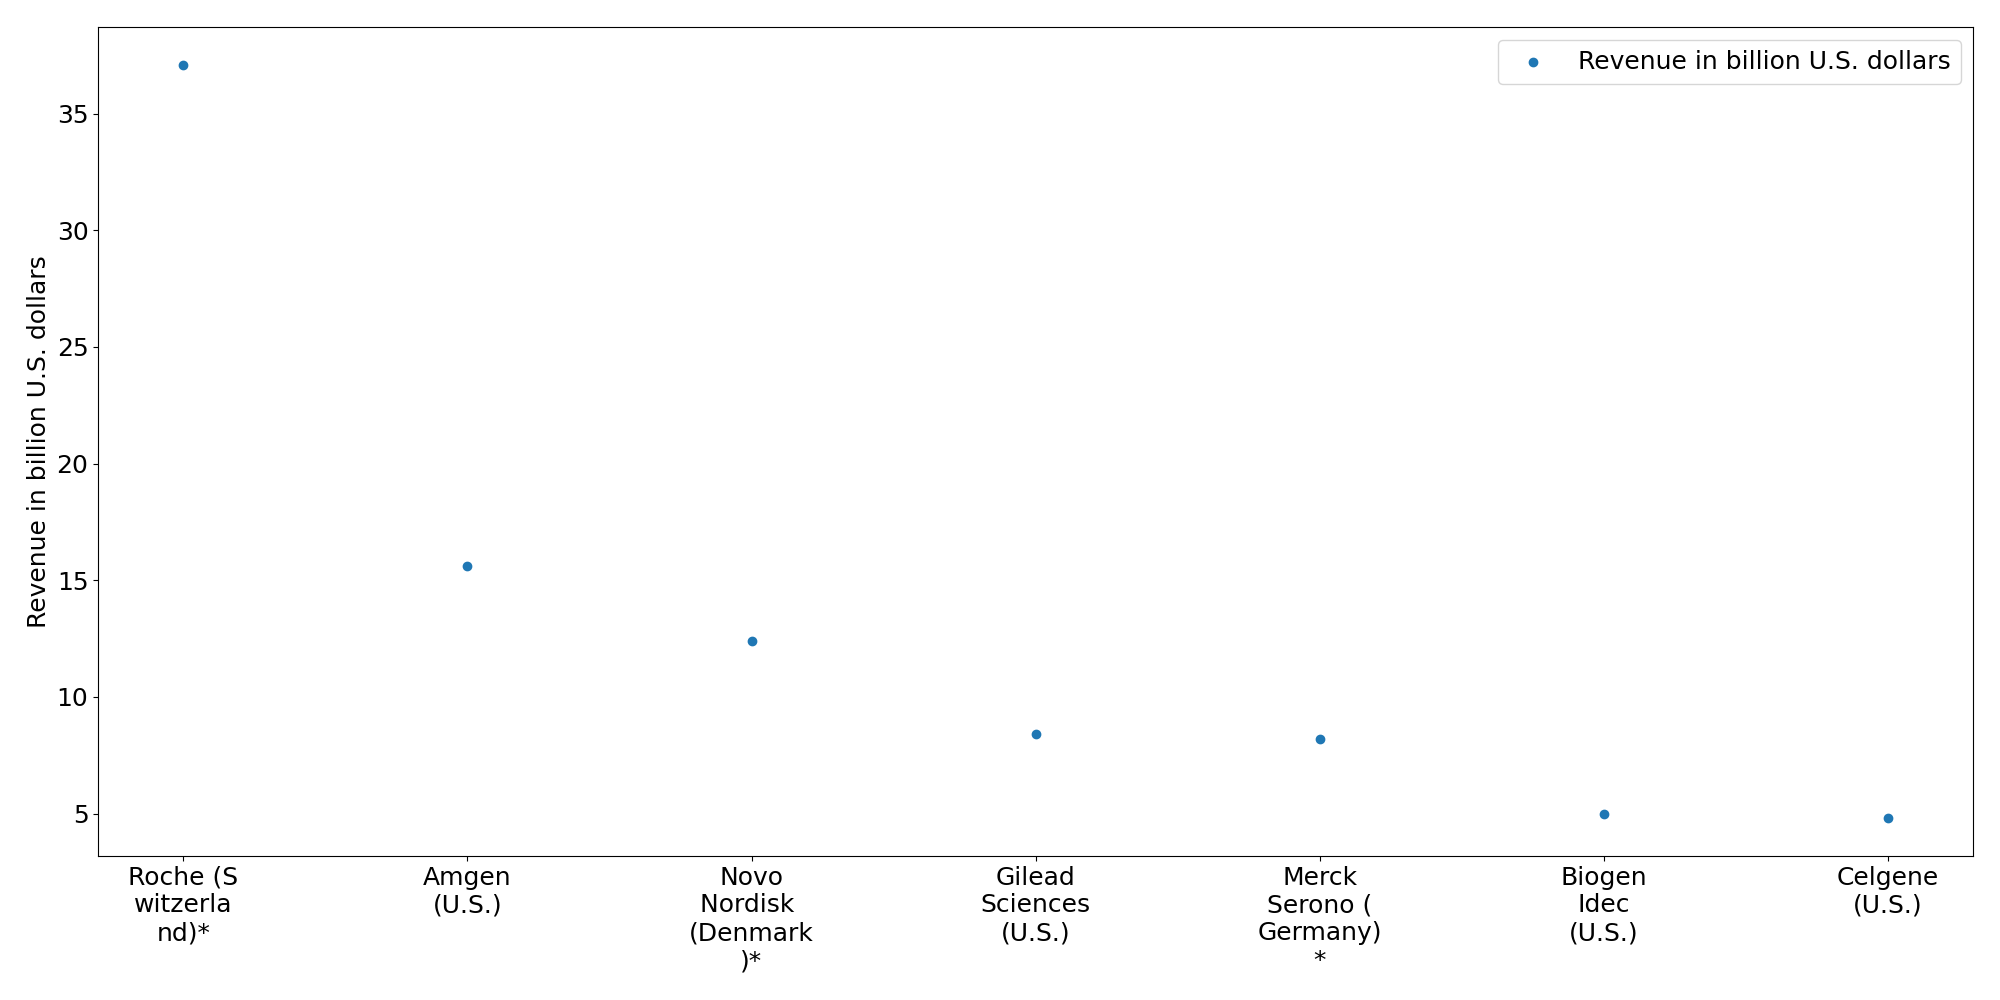 Revenue in billion U.S. dollars
Revenue in billion U.S. dollars
35
30
25
20
15
10
5
Roche (S
witzerla
nd)*
Amgen
(U.S.)
Novo
Nordisk
(Denmark
)*
Gilead
Sciences
(U.S.)
Merck
Serono (
Germany)
*
Biogen
Idec
(U.S.)
Celgene
(U.S.)